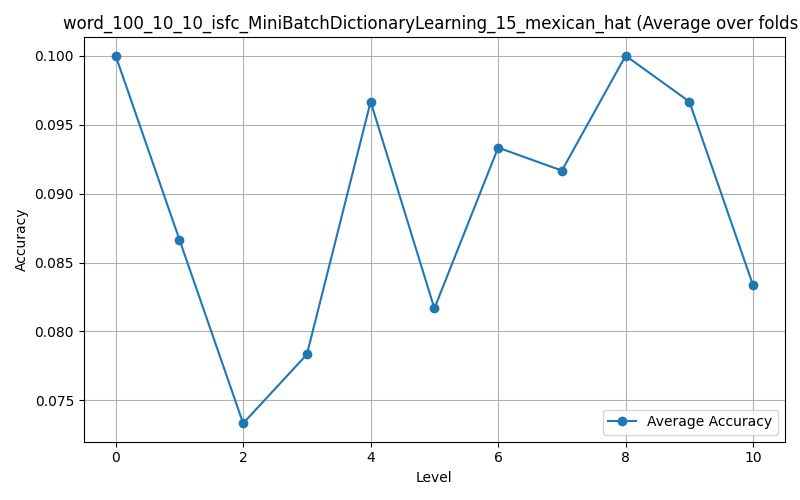 word_100_10_10_isfc_MiniBatchDictionaryLearning_15_mexican_hat (Average over folds
0.100
0.095
0.090
0.085
0.080
0.075
Accuracy
0 2 4 6 8 10
Level
Average Accuracy